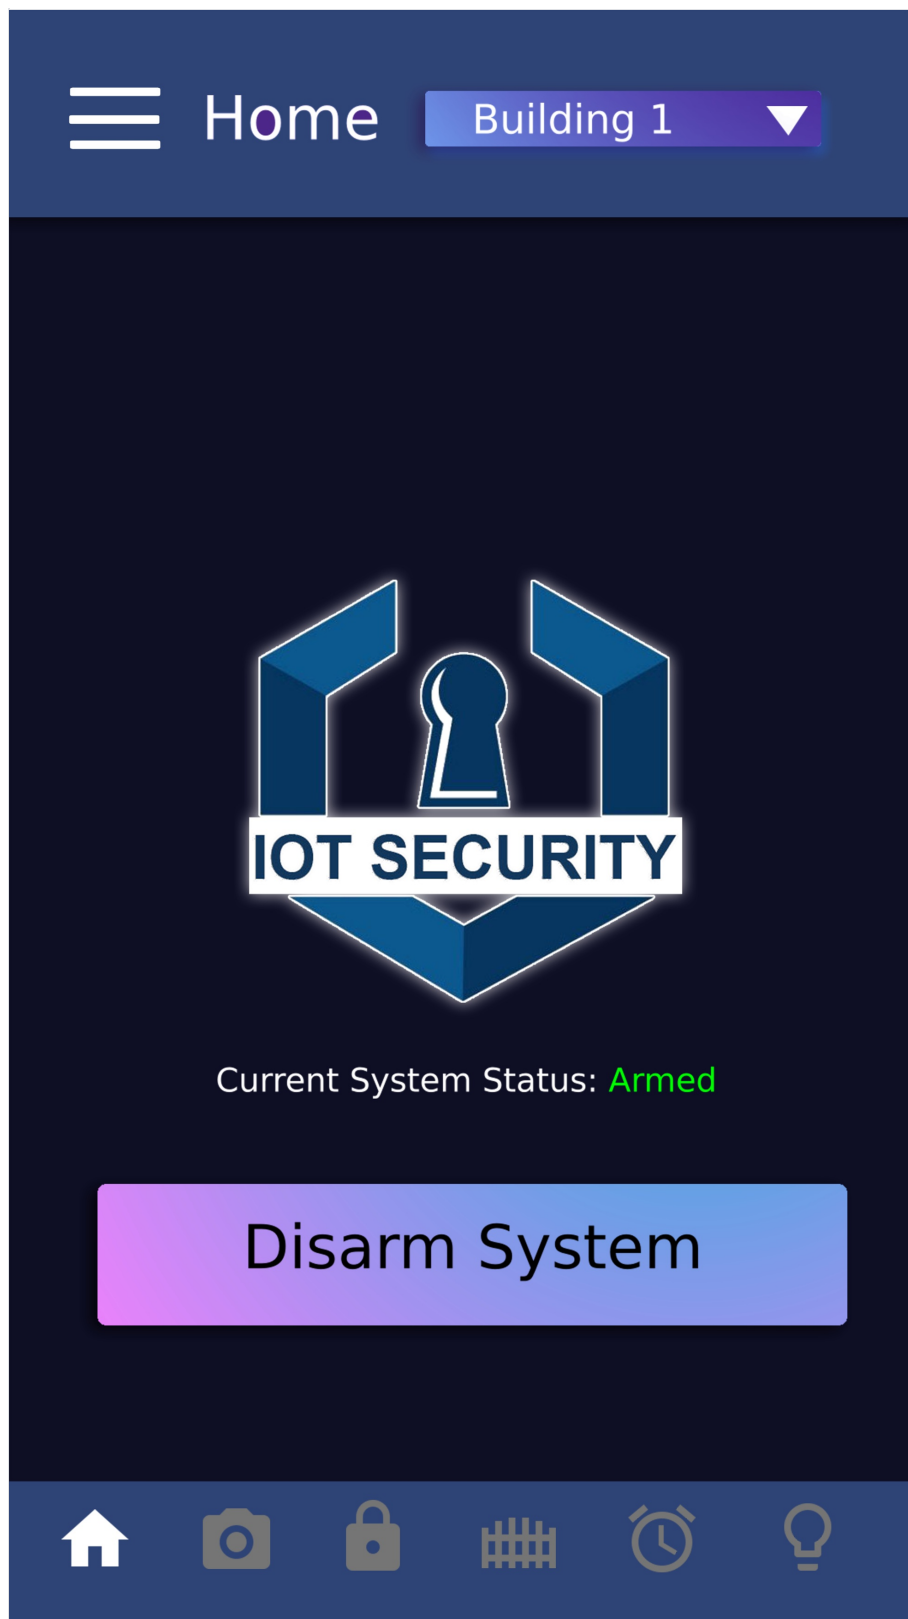 Home
Building 1
IOT SECURITY
Current System Status: Armed
Disarm System